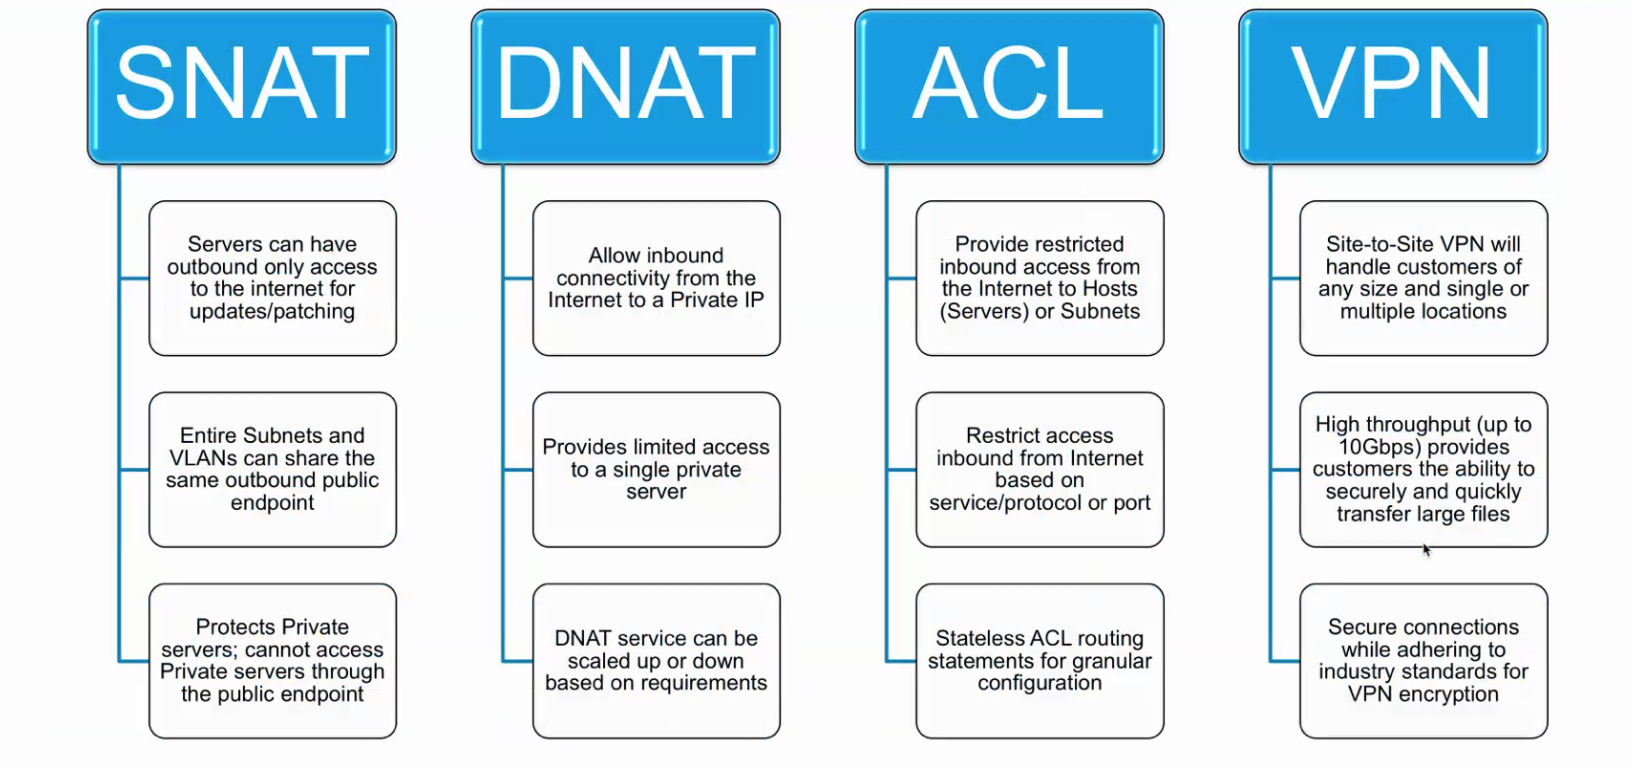 SNAT
Servers can have
outbound only access
to the internet for
updates/patching
Entire Subnets and
VLANs can share the
same outbound public
endpoint
Protects Private
servers; cannot access
Private servers through
the public endpoint
DNAT
Allow inbound
connectivity from the
Internet to a Private IP
Provides limited access
to a single private
server
DNAT service can be
scaled up or down
based on requirements
ACL
Provide restricted
inbound access from
the Internet to Hosts
(Servers) or Subnets
Restrict access
inbound from Internet
based on
service/protocol or port
Stateless ACL routing
statements for granular
configuration
VPN
Site-to-Site VPN will
handle customers of
any size and single or
multiple locations
High throughput (up to
10Gbps) provides
customers the ability to
securely and quickly
transfer large files
Secure connections
while adhering to
industry standards for
VPN encryption